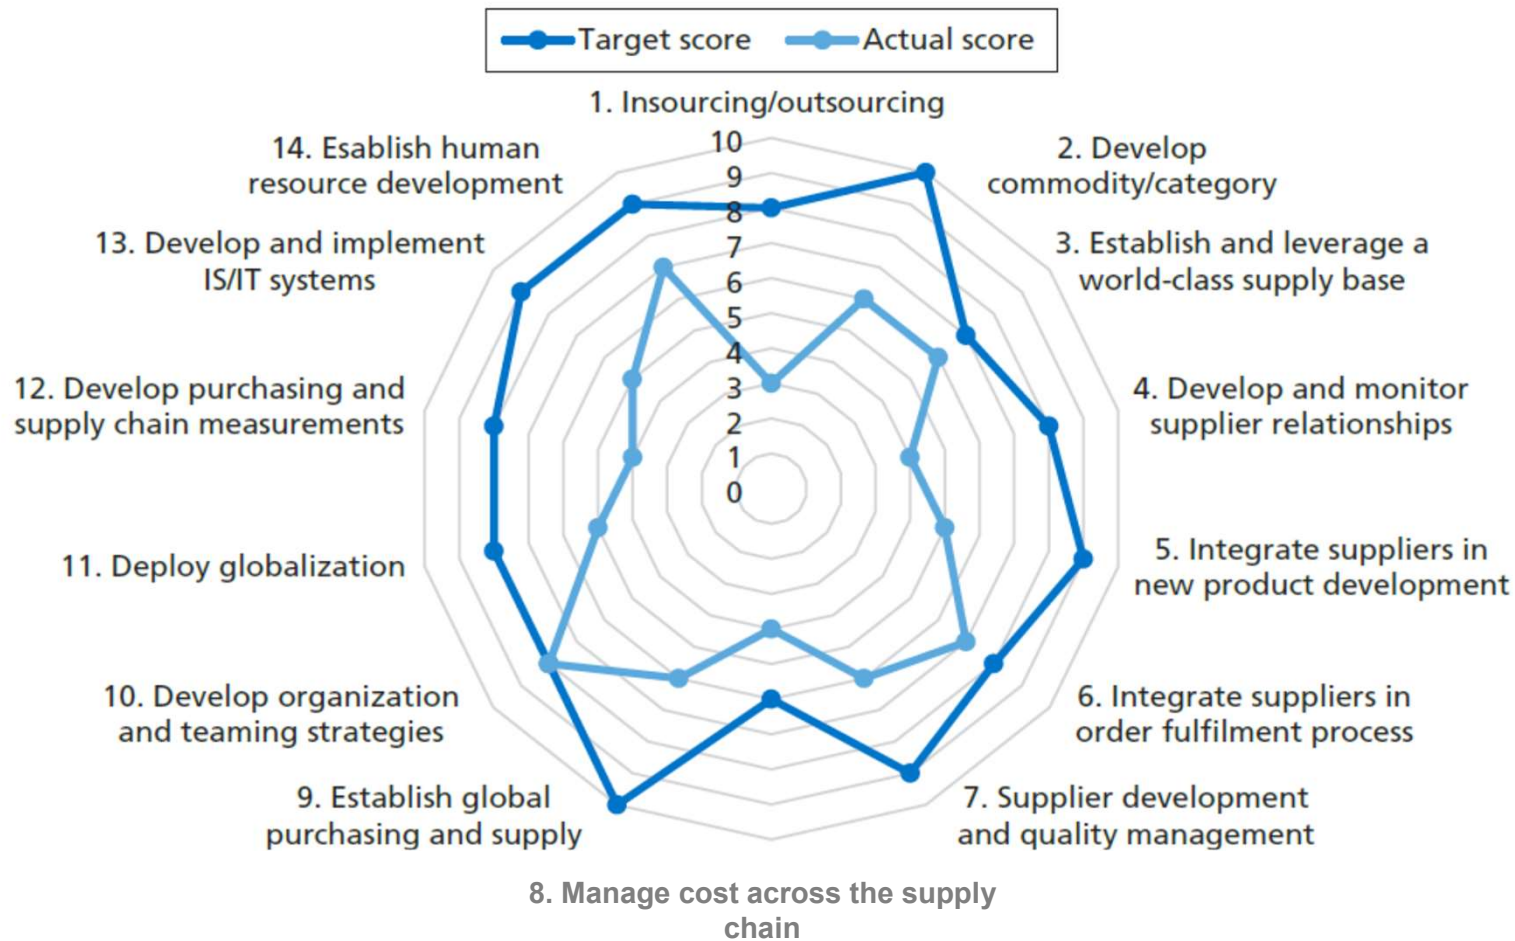 Target score
Actual score
1. Insourcing/outsourcing
2. Develop
commodity/category
3. Establish and leverage a
world-class supply base
4. Develop and monitor
supplier relationships
5. Integrate suppliers in
new product development
6. Integrate suppliers in
order fulfilment process
7. Supplier development
and quality management
8. Manage cost across the supply
chain
9. Establish global
purchasing and supply
10. Develop organization
and teaming strategies
11. Deploy globalization
12. Develop purchasing and
supply chain measurements
13. Develop and implement
IS/IT systems
14. Esablish human
resource development
10
9
8
7
6
5
4
3
2
1
0